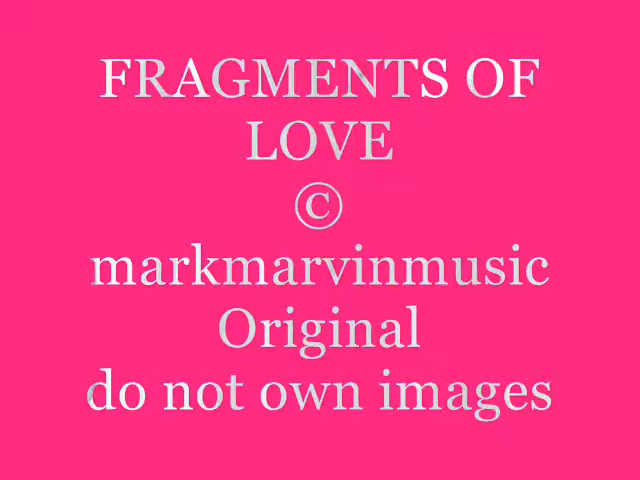 FRAGMENTS OF
LOVE
©
markmarvinmusic
Original
do not own images